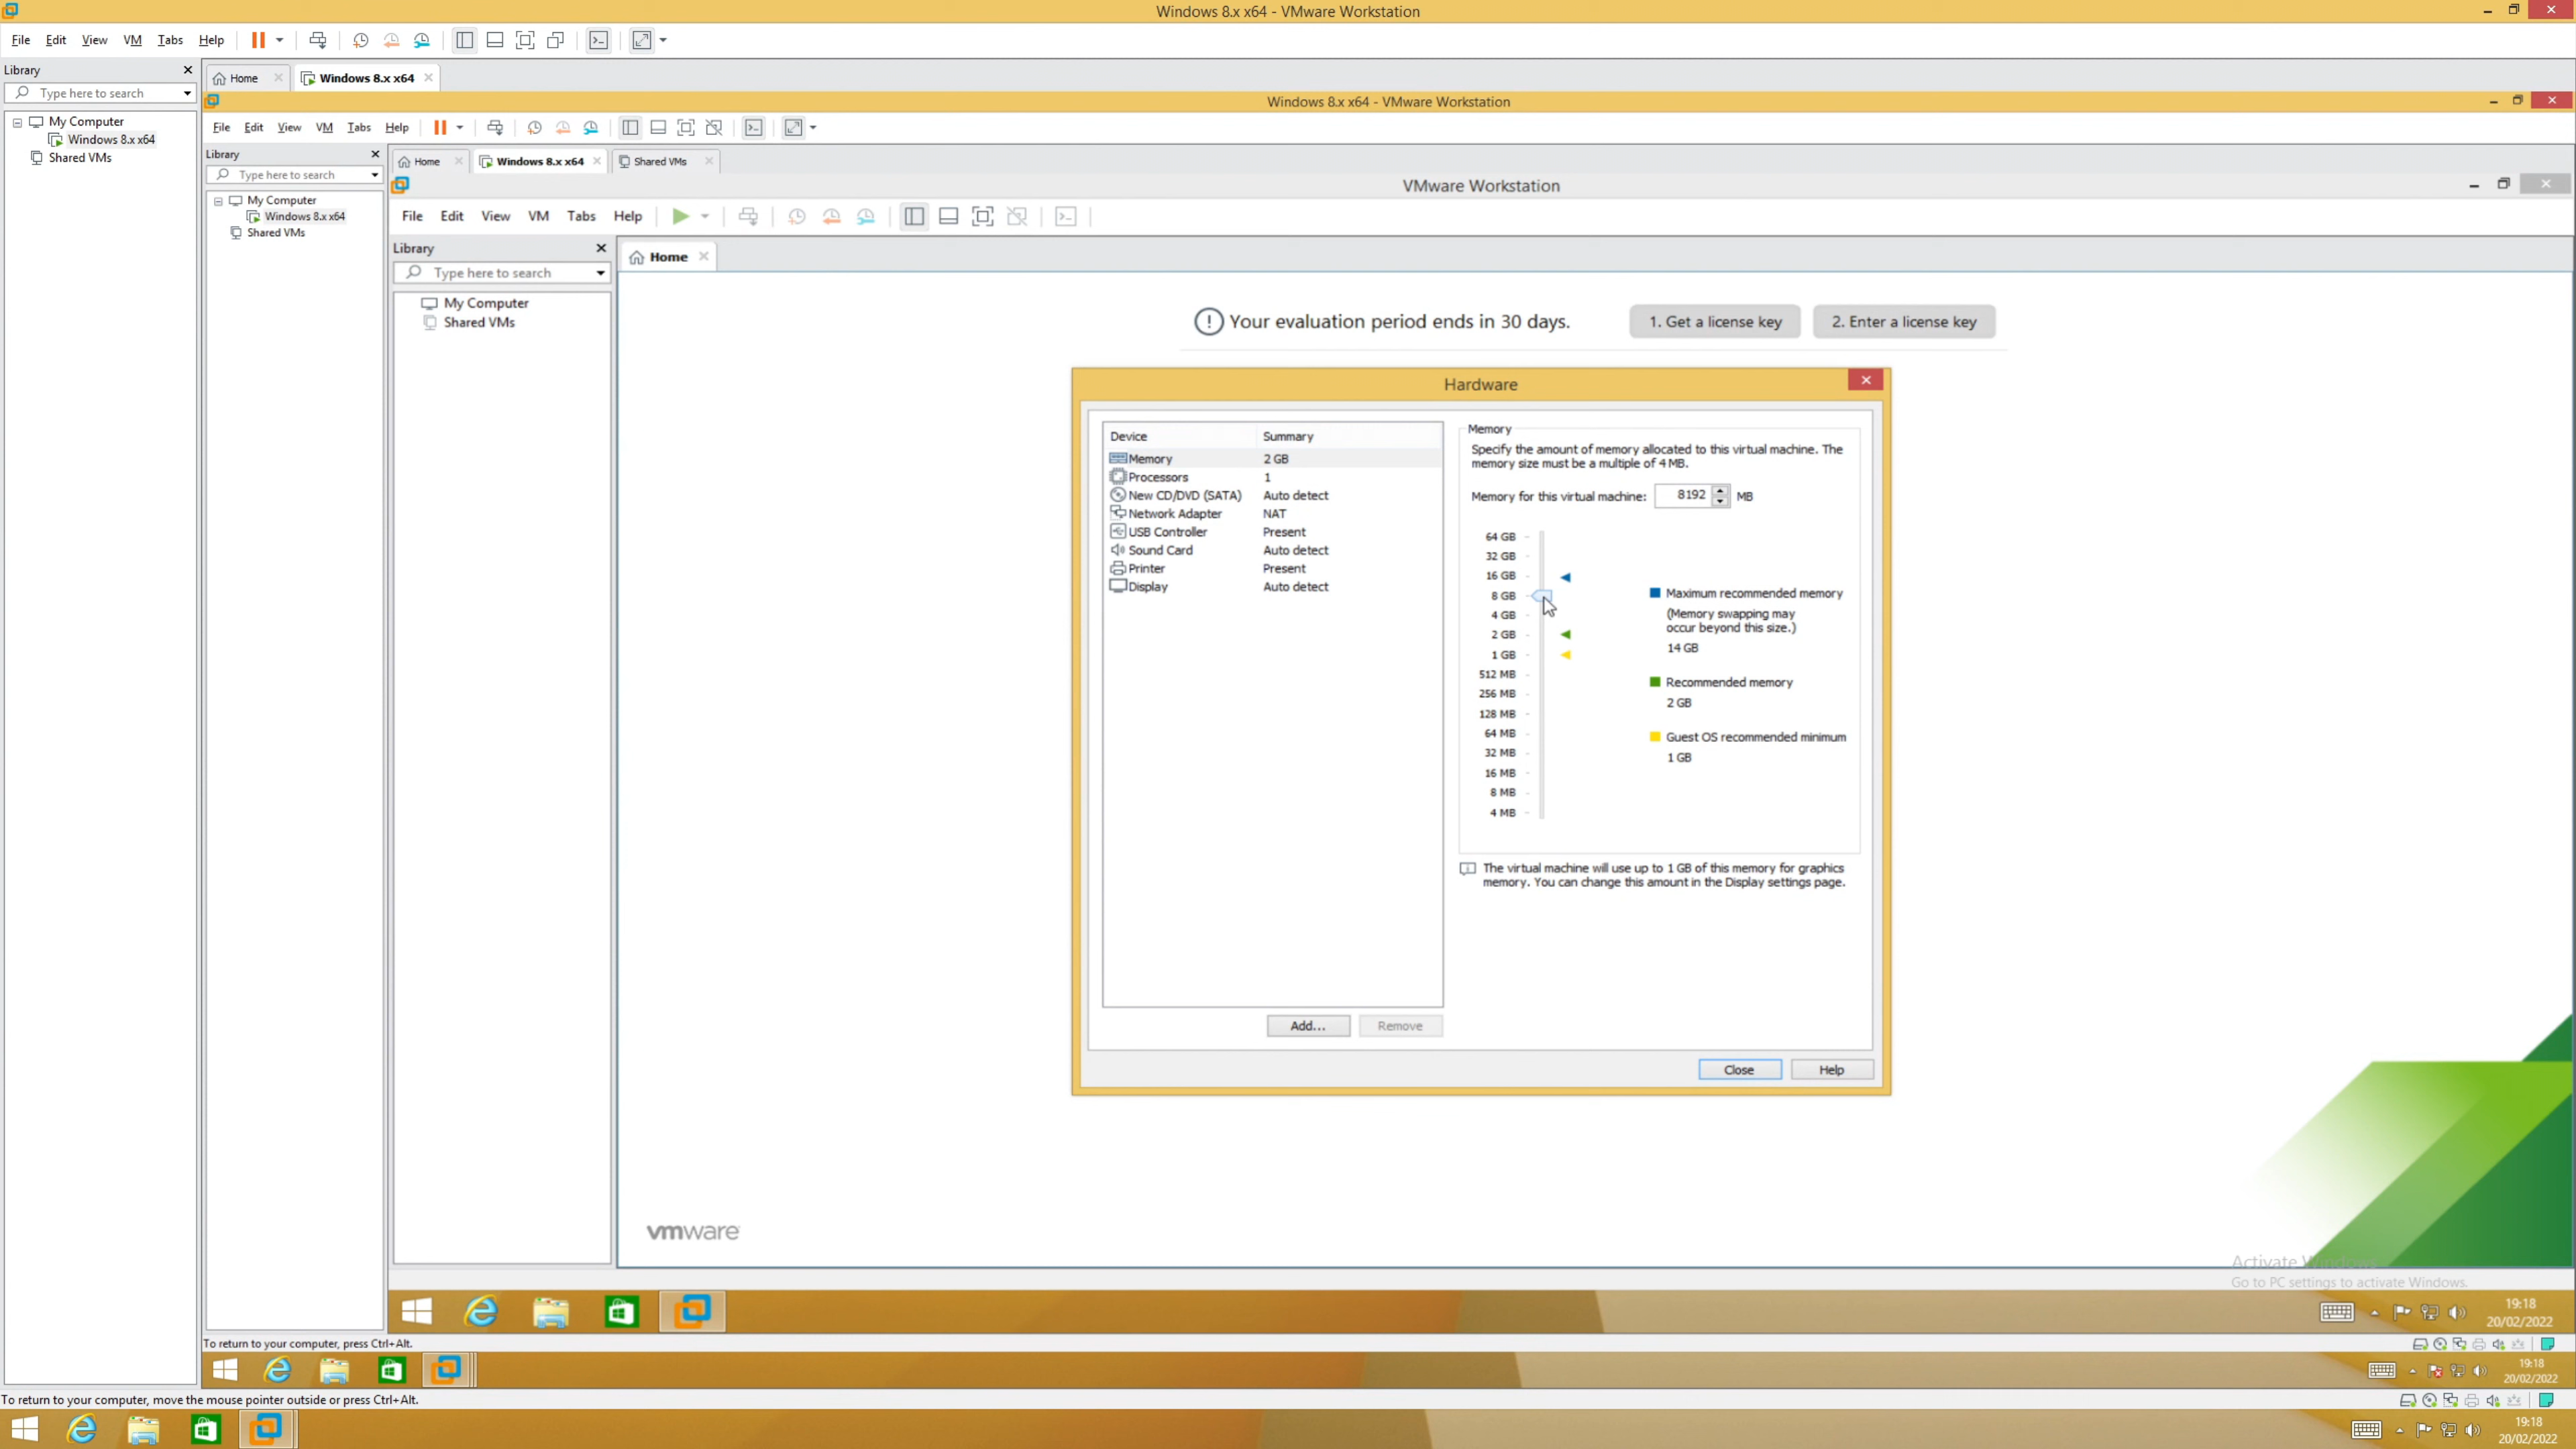 Windows 8.x x64 - VMware Workstation
File Edit View VM Tabs Help
Library
Type here to search
My Computer
Windows 8.x x64
Shared VMs
Home
Windows 8.x x64
Windows 8.x x64 - VMware Workstation
File Edit View VM Tabs Help
Library
Type here to search
My Computer
Windows 8.x x64
Shared VMs
Home
Windows 8.x x64
Shared VMs
VMware Workstation
File Edit View VM Tabs Help
Library
Type here to search
My Computer
Shared VMs
Home
Your evaluation period ends in 30 days.
1. Get a license key
2. Enter a license key
Hardware
Device Summary
Memory 2 GB
Processors 1
New CD/DVD (SATA) Auto detect
Network Adapter NAT
USB Controller Present
Sound Card Auto detect
Printer Present
Display Auto detect
Add...
Remove
Memory
Specify the amount of memory allocated to this virtual machine. The
memory size must be a multiple of 4 MB.
Memory for this virtual machine: 8192 MB
64 GB
32 GB
16 GB
8 GB
4 GB
2 GB
1 GB
512 MB
256 MB
128 MB
64 MB
32 MB
16 MB
8 MB
4 MB
Maximum recommended memory
(Memory swapping may
occur beyond this size.)
14 GB
Recommended memory
2 GB
Guest OS recommended minimum
1 GB
The virtual machine will use up to 1 GB of this memory for graphics
memory. You can change this amount in the Display settings page.
Close
Help
vmware
Activate Windows
Go to PC settings to activate Windows.
19:18
20/02/2022
To return to your computer, press Ctrl+Alt.
19:18
20/02/2022
To return to your computer, move the mouse pointer outside or press Ctrl+Alt.
19:18
20/02/2022